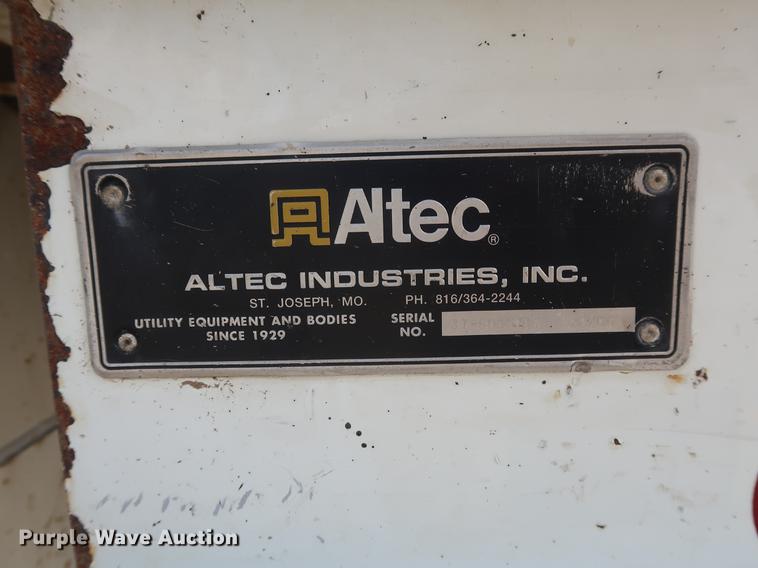 Altec®
ALTEC INDUSTRIES, INC.
ST. JOSEPH, MO. PH. 816/364-2244
UTILITY EQUIPMENT AND BODIES
SINCE 1929
SERIAL
NO.
Purple Wave Auction